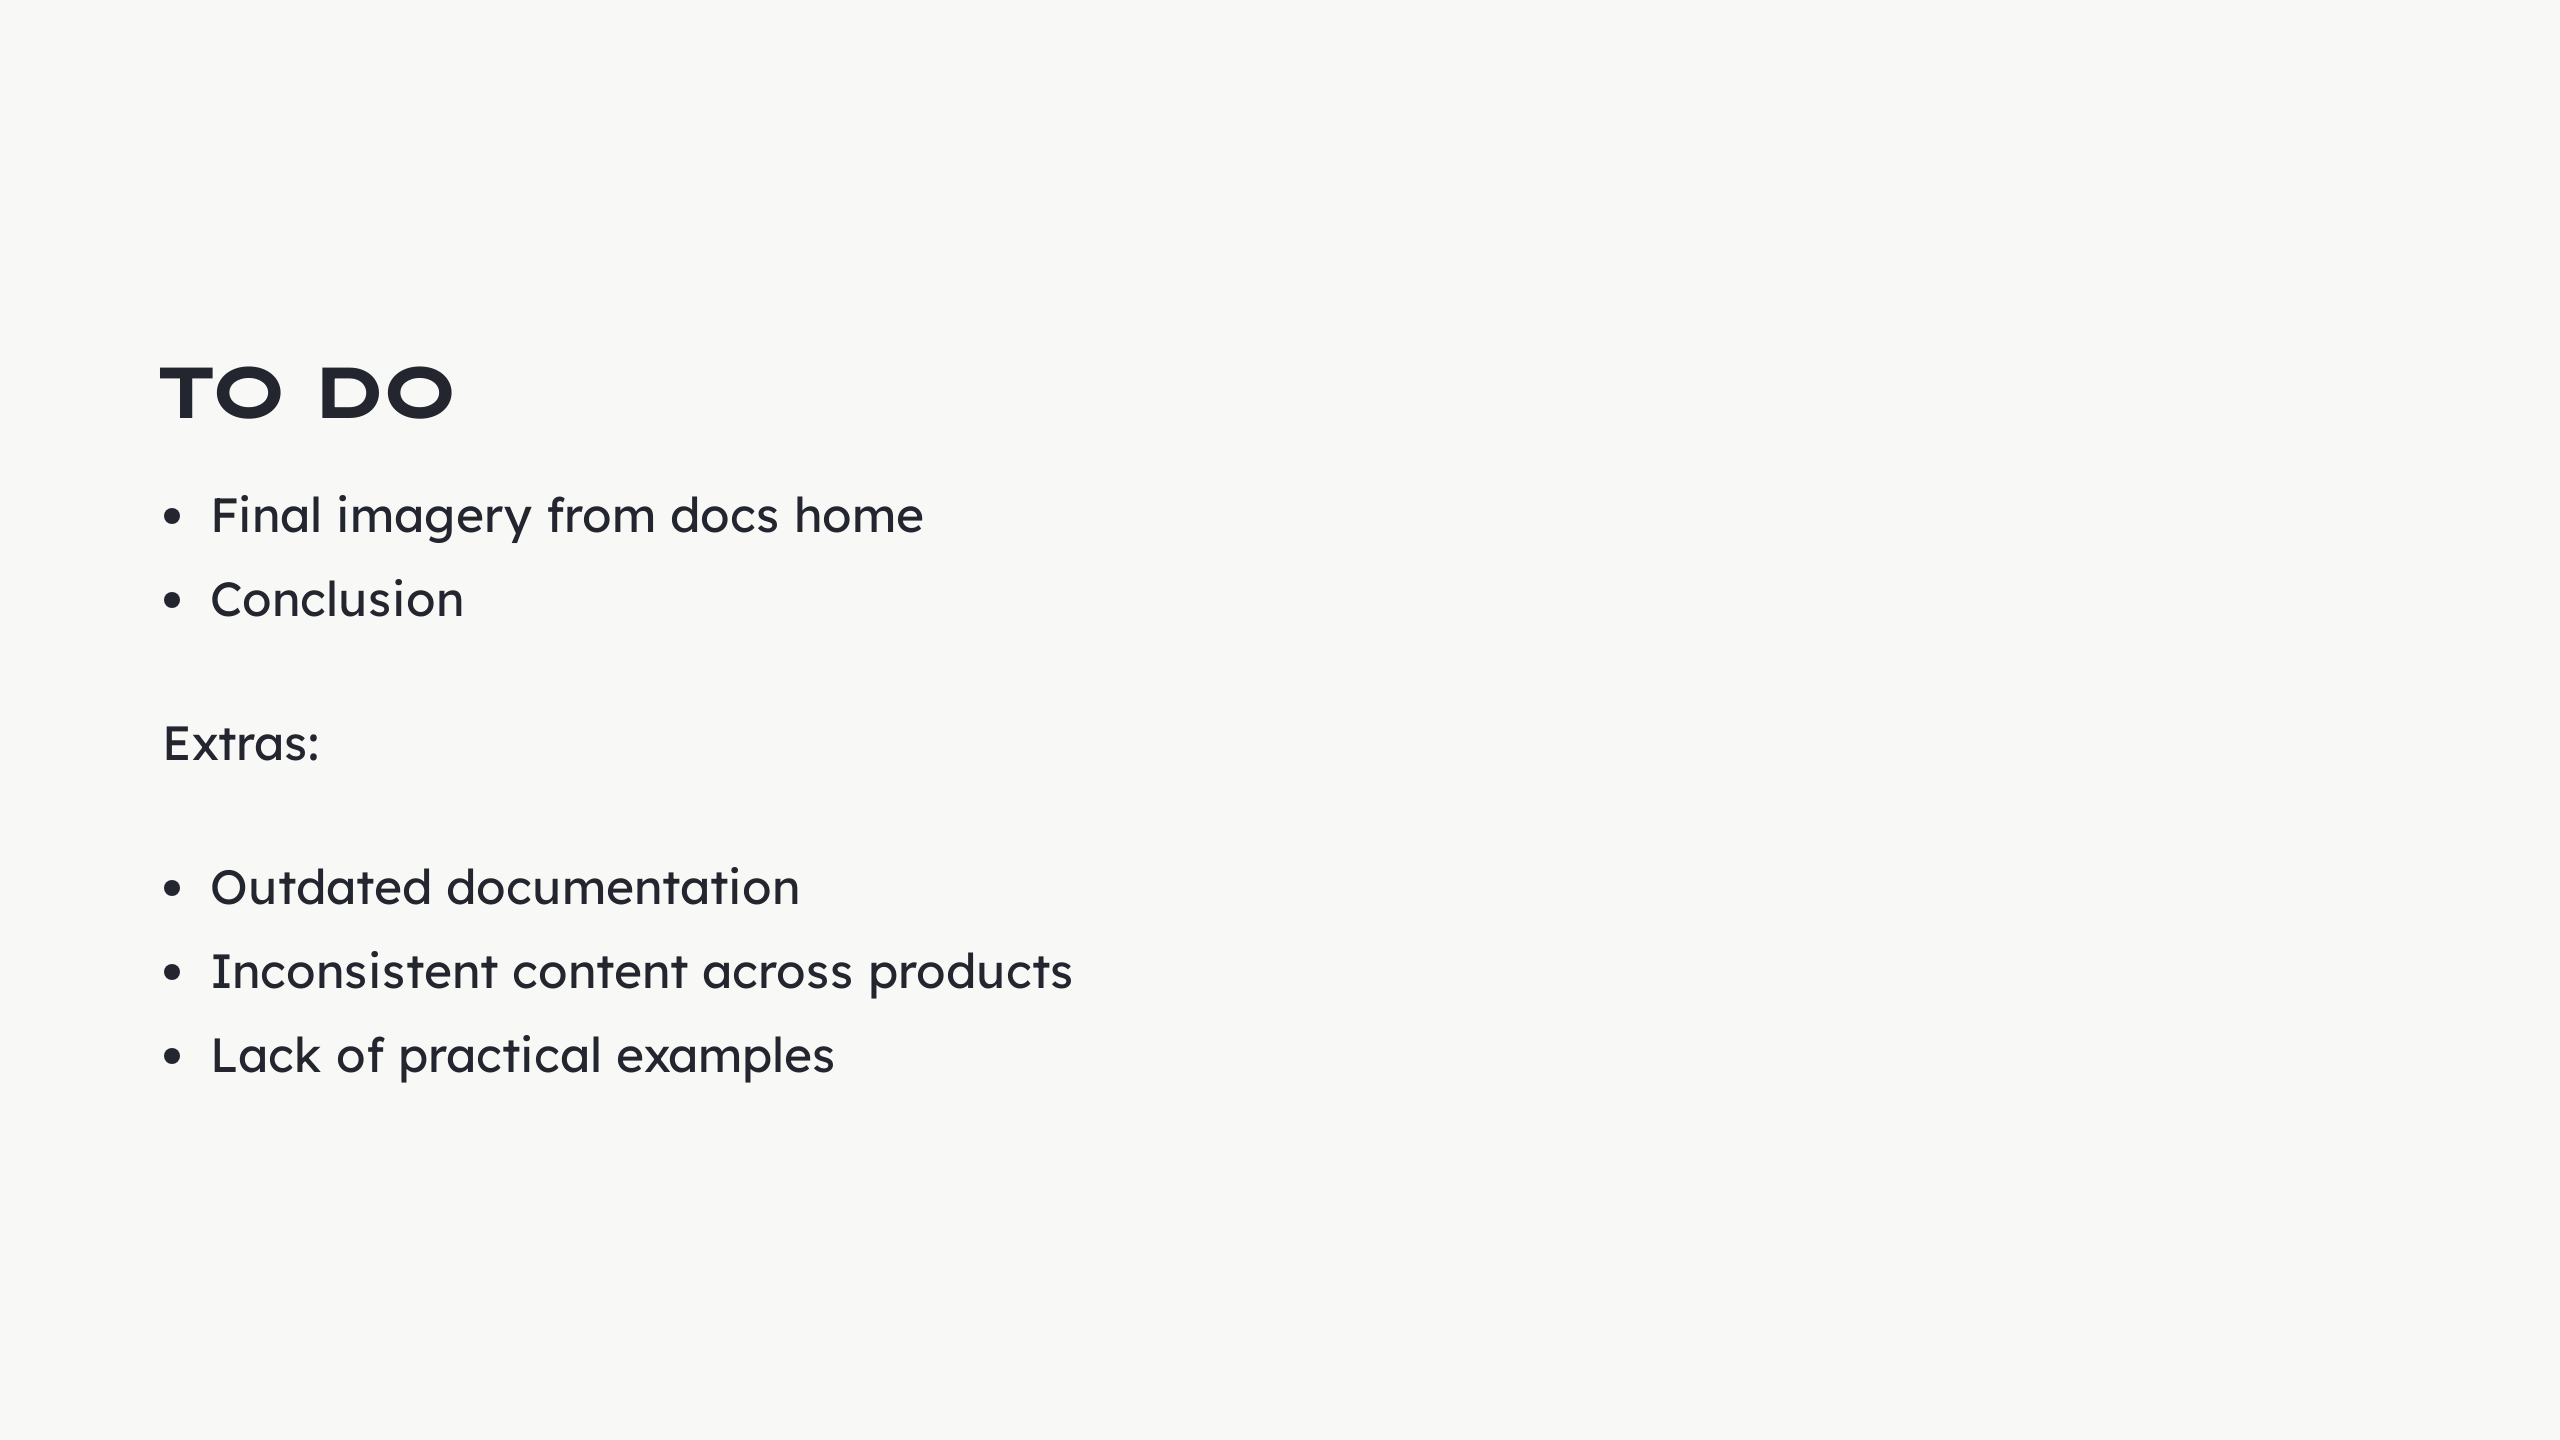 TO DO
• Final imagery from docs home
• Conclusion
Extras:
• Outdated documentation
• Inconsistent content across products
• Lack of practical examples